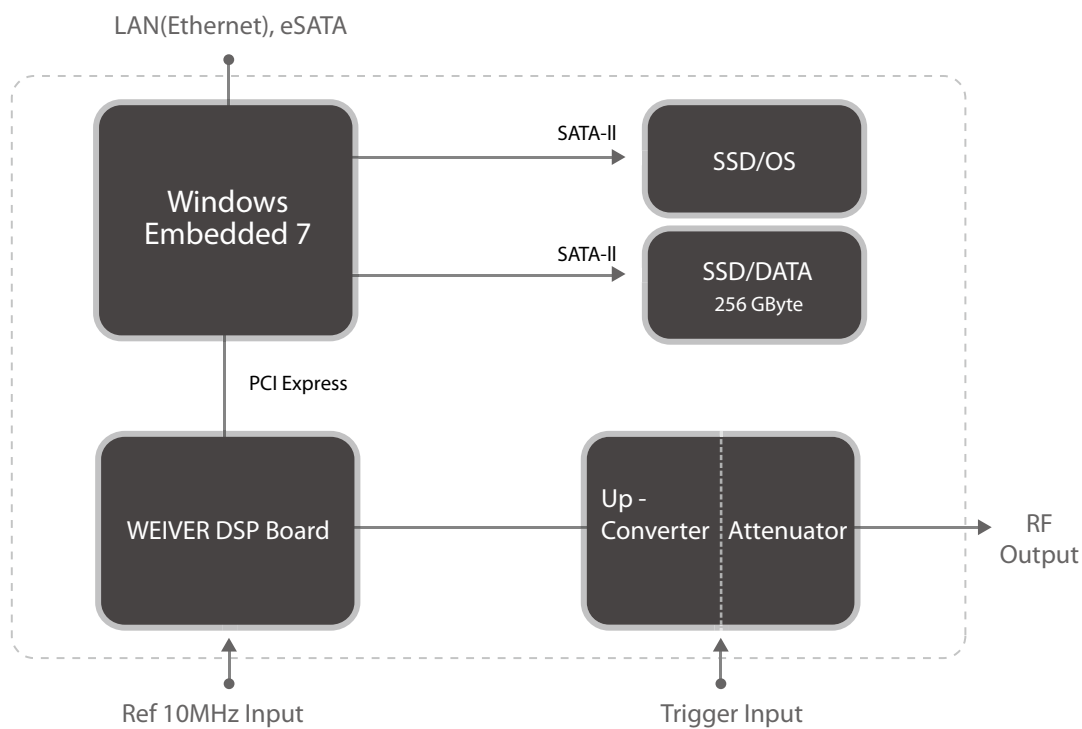 LAN(Ethernet), eSATA
Windows
Embedded 7
SATA-II
SSD/OS
SATA-II
SSD/DATA
256 GByte
PCI Express
WEIVER DSP Board
Up -
Converter
Attenuator
RF
Output
Ref 10MHz Input
Trigger Input